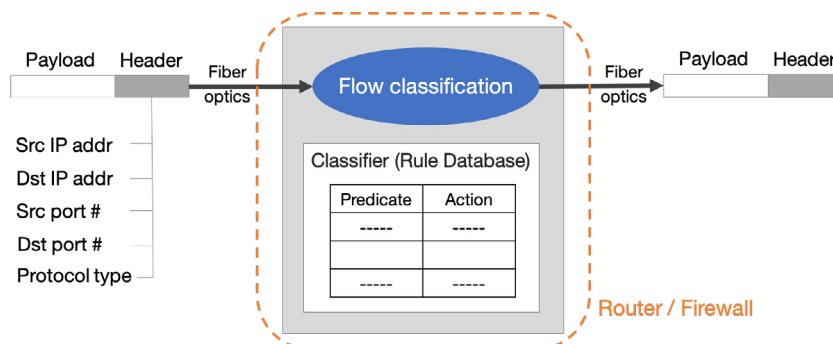 Payload Header
Fiber
optics
Flow classification
Fiber
optics
Payload Header
Src IP addr
Dst IP addr
Src port #
Dst port #
Protocol type
Classifier (Rule Database)
Predicate Action
----- -----
----- -----
Router / Firewall